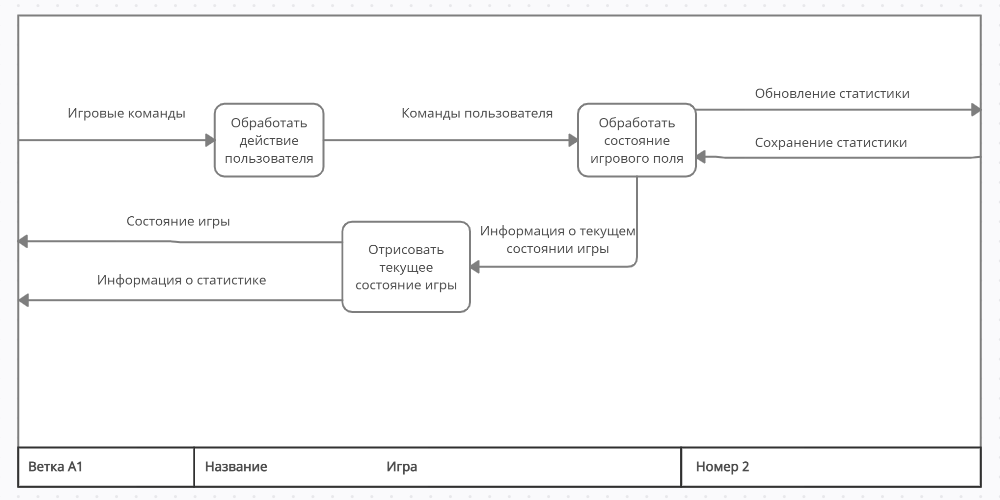 Обновление статистики
Игровые команды
Обработать
действие
пользователя
Команды пользователя
Обработать
состояние
игрового поля
Сохранение статистики
Состояние игры
Информация о статистике
Отрисовать
текущее
состояние игры
Информация о текущем
состоянии игры
Ветка А1
Название
Игра
Номер 2